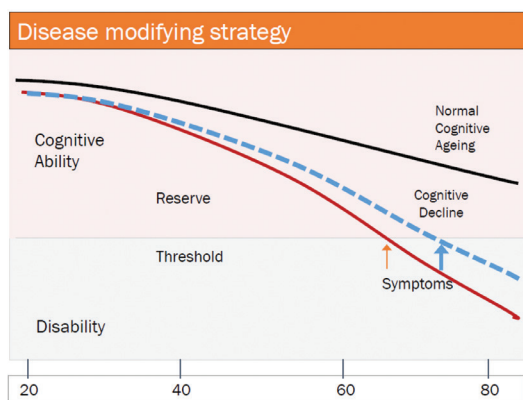 Disease modifying strategy
Normal
Cognitive
Ageing
Cognitive
Ability
Reserve
Cognitive
Decline
Threshold
Symptoms
Disability
20 40 60 80